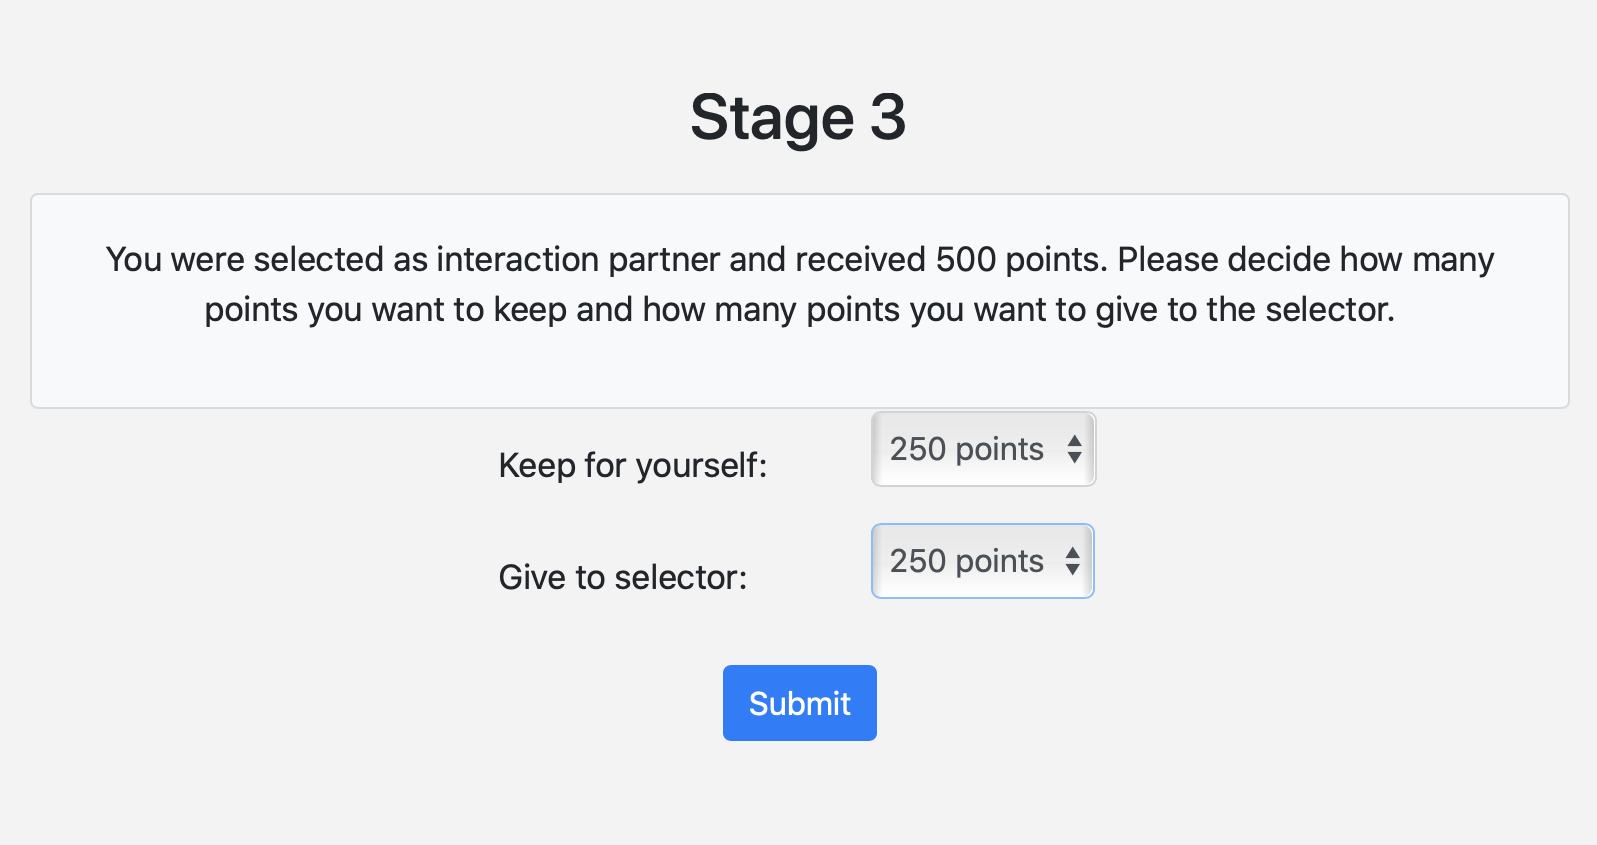 Stage 3
You were selected as interaction partner and received 500 points. Please decide how many
points you want to keep and how many points you want to give to the selector.
Keep for yourself: 250 points
Give to selector: 250 points
Submit